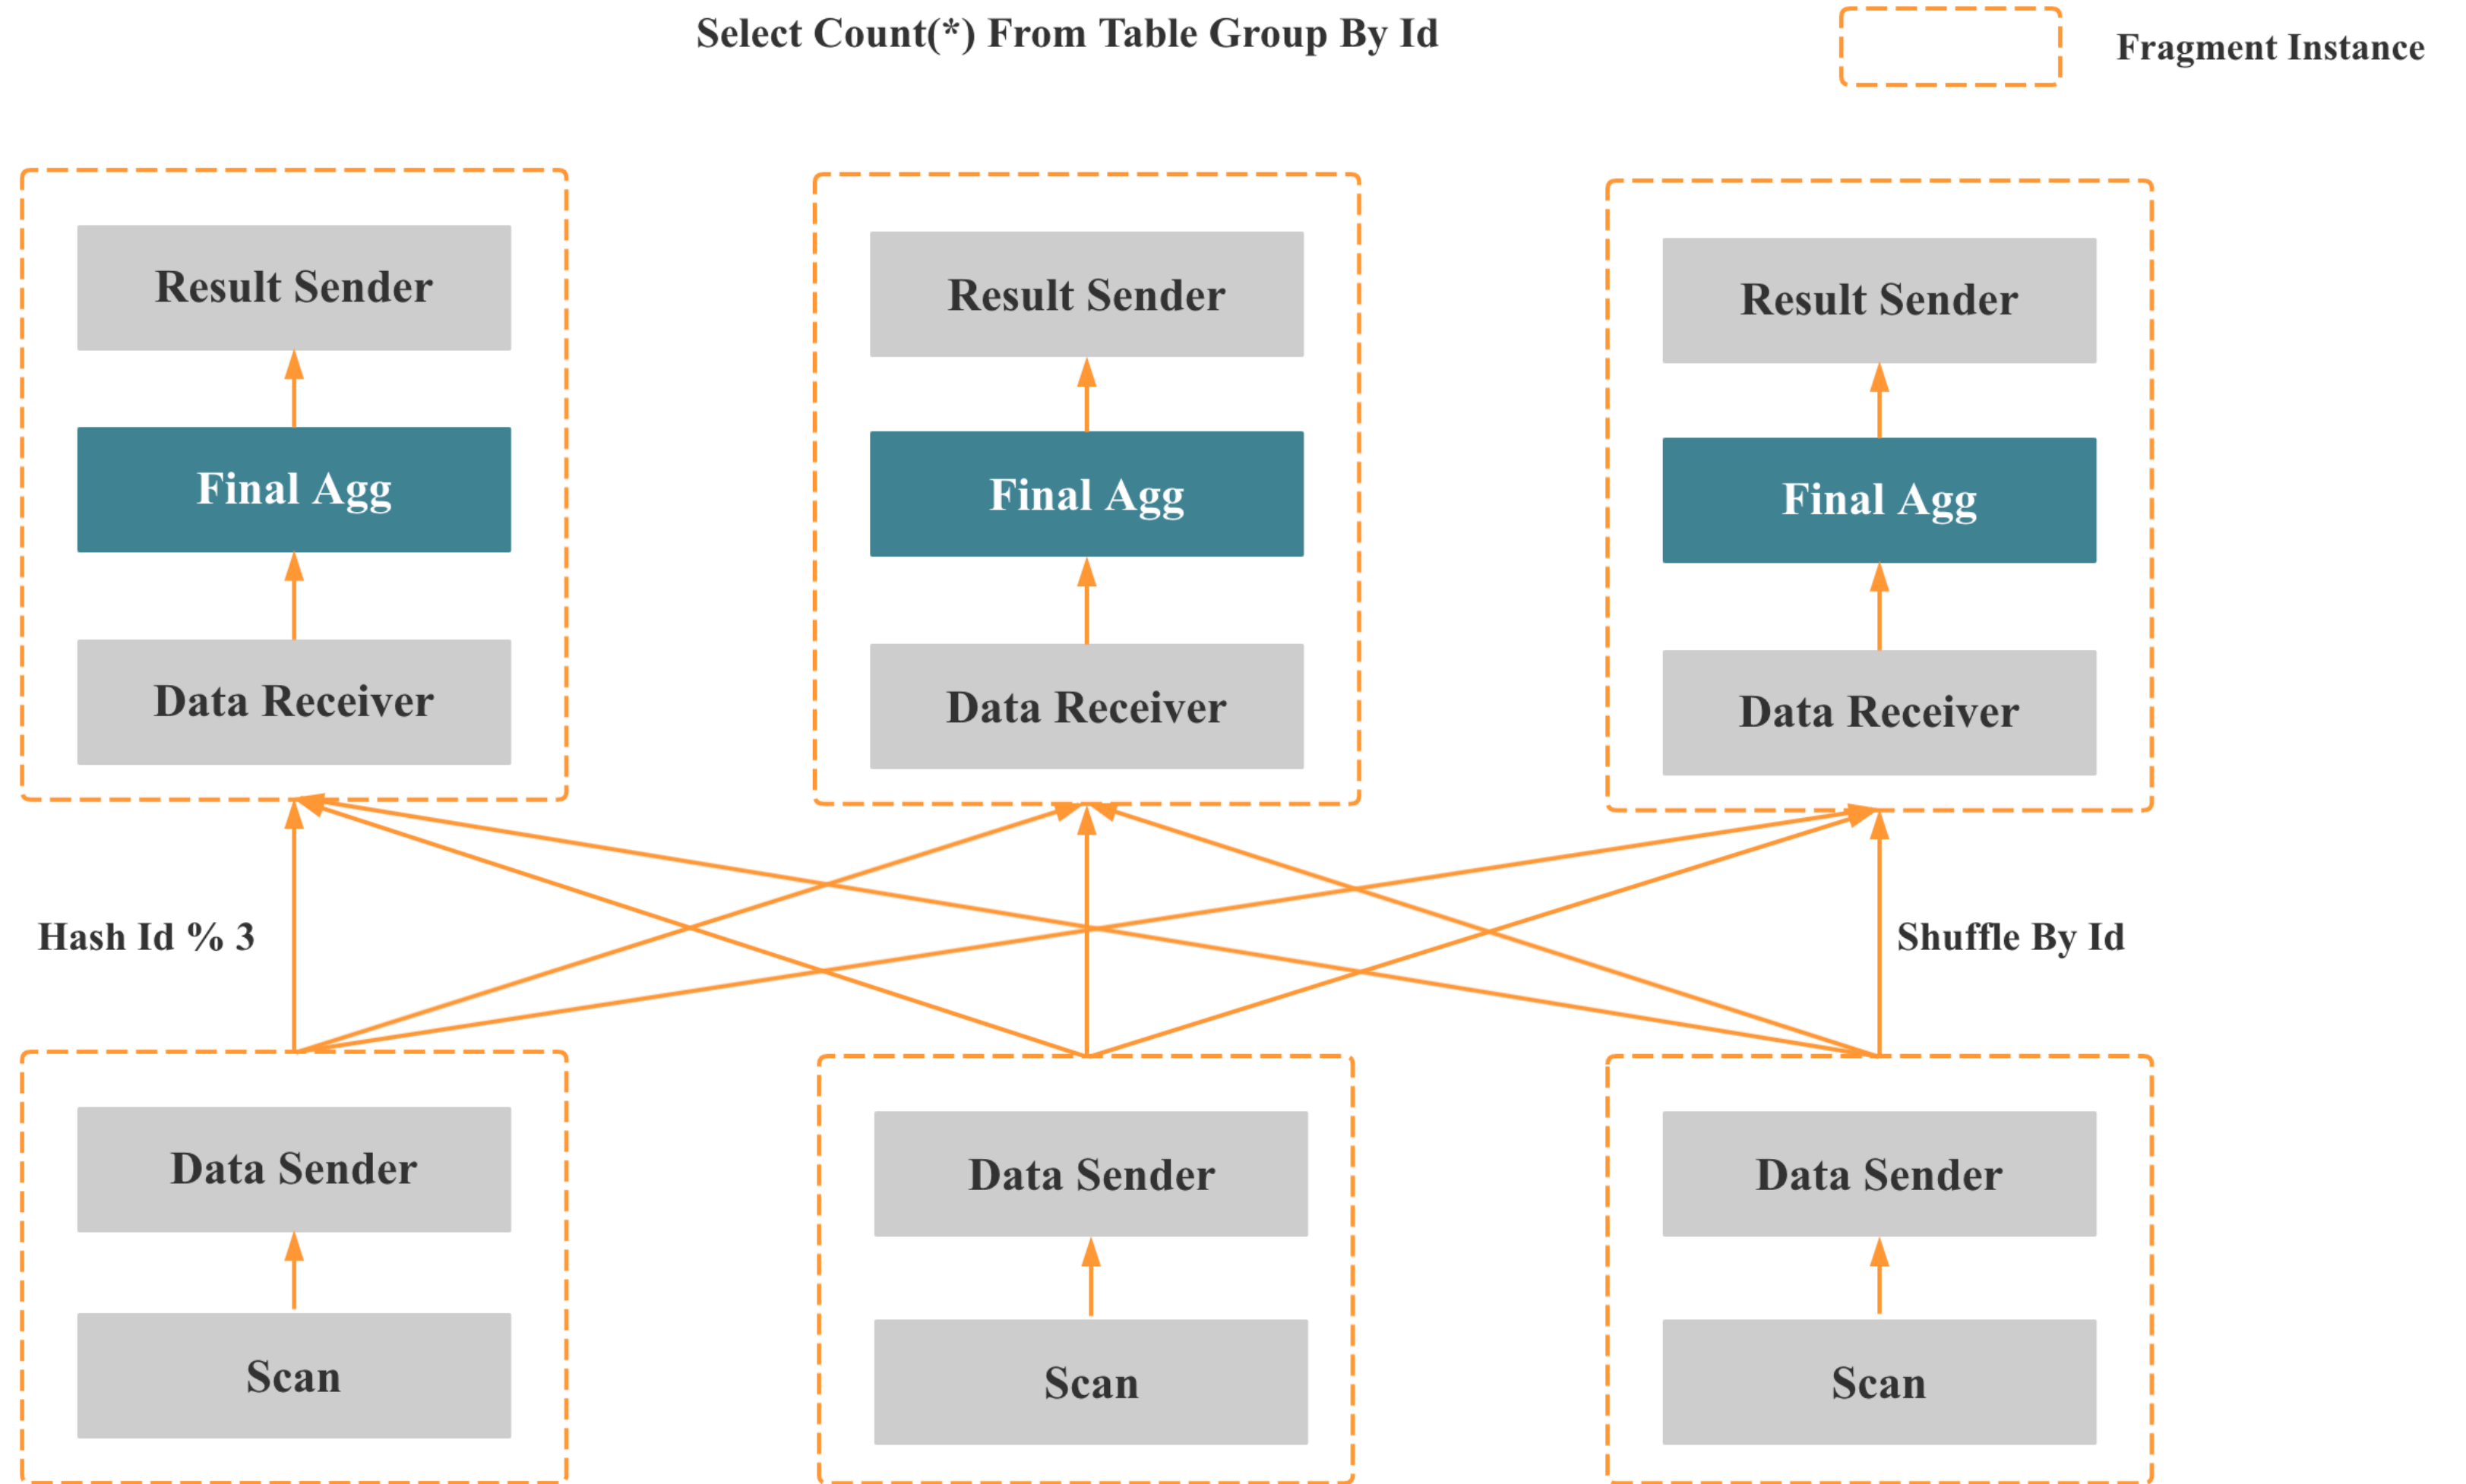 Select Count(*) From Table Group By Id
Fragment Instance
Result Sender
Result Sender
Result Sender
Final Agg
Final Agg
Final Agg
Data Receiver
Data Receiver
Data Receiver
Hash Id % 3
Shuffle By Id
Data Sender
Data Sender
Data Sender
Scan
Scan
Scan